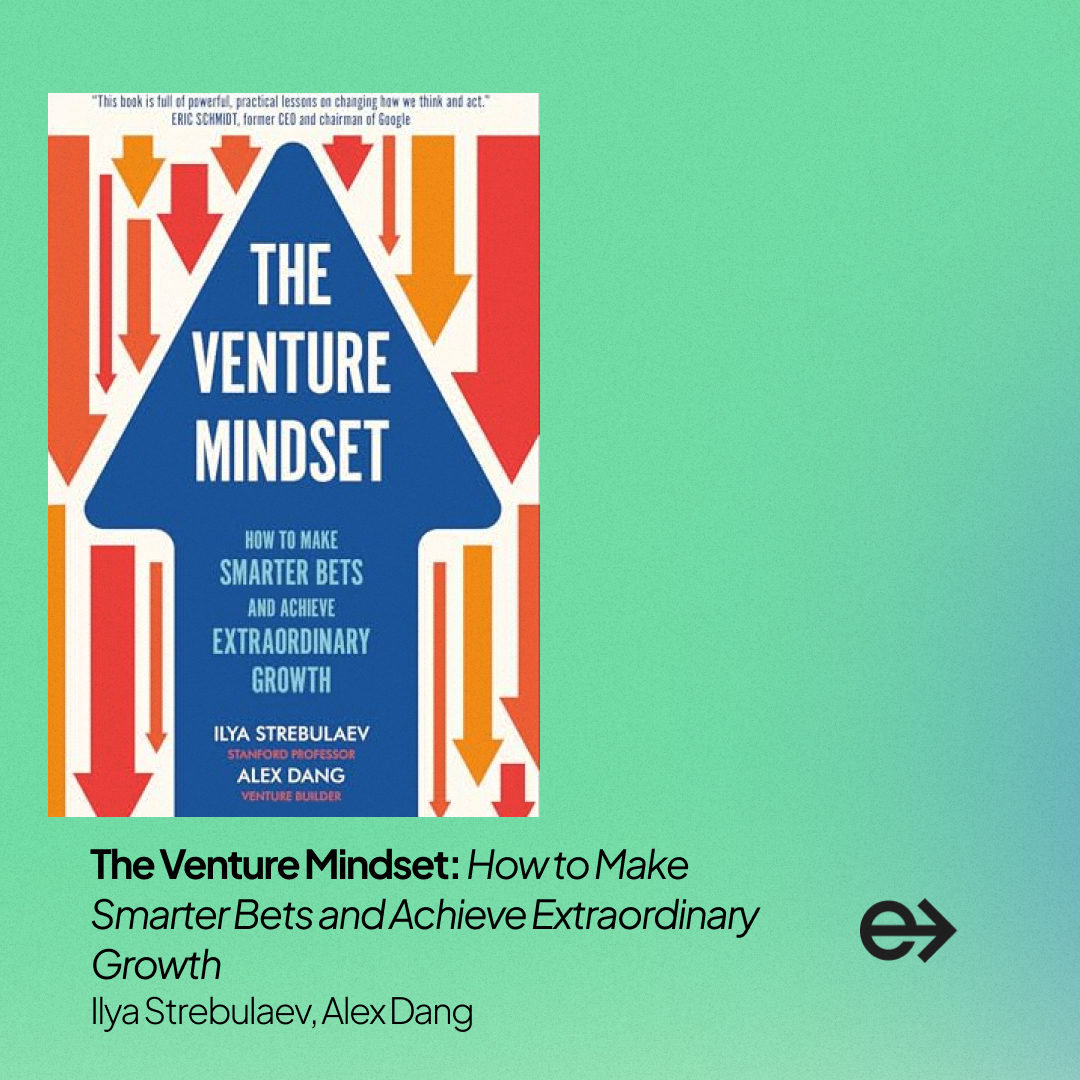 "This book is full of powerful, practical lessons on changing how we think and act."
ERIC SCHMIDT, former CEO and chairman of Google
THE
VENTURE
MINDSET
HOW TO MAKE
SMARTER BETS
AND ACHIEVE
EXTRAORDINARY
GROWTH
ILYA STREBULAEV
STANFORD PROFESSOR
ALEX DANG
VENTURE BUILDER
The Venture Mindset: How to Make
Smarter Bets and Achieve Extraordinary
Growth
Ilya Strebulaev, Alex Dang
e